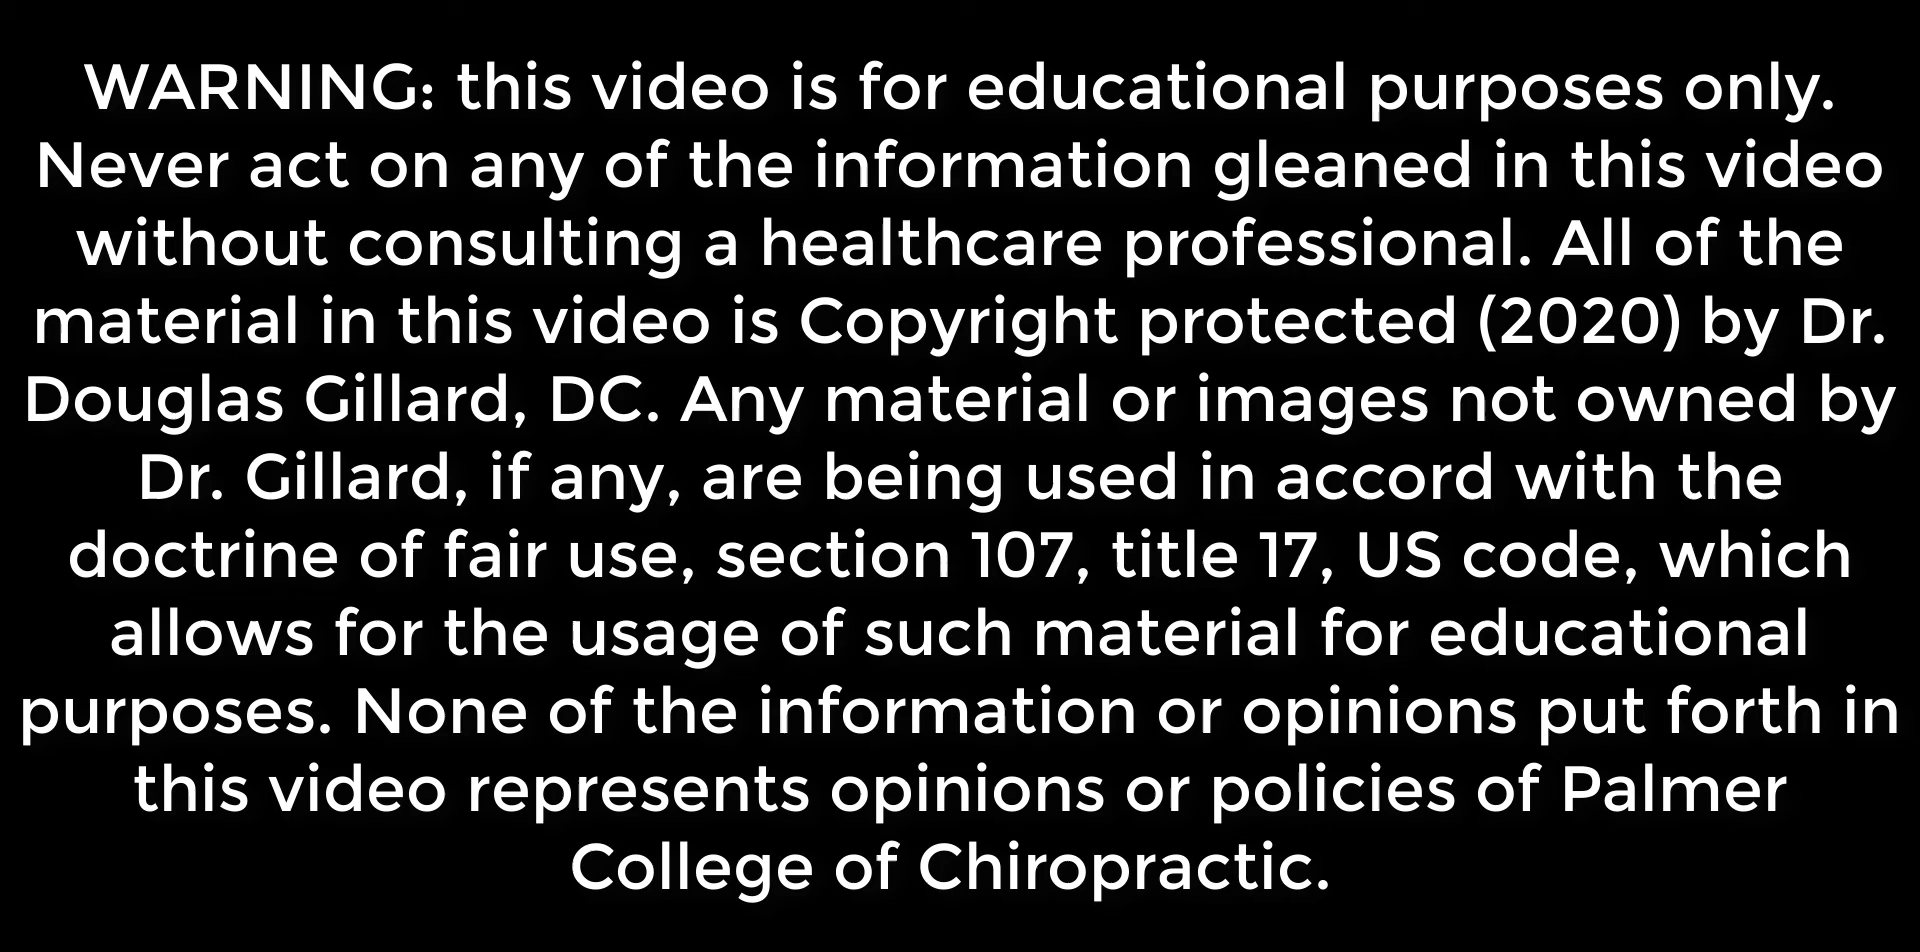 WARNING: this video is for educational purposes only.
Never act on any of the information gleaned in this video
without consulting a healthcare professional. All of the
material in this video is Copyright protected (2020) by Dr.
Douglas Gillard, DC. Any material or images not owned by
Dr. Gillard, if any, are being used in accord with the
doctrine of fair use, section 107, title 17, US code, which
allows for the usage of such material for educational
purposes. None of the information or opinions put forth in
this video represents opinions or policies of Palmer
College of Chiropractic.